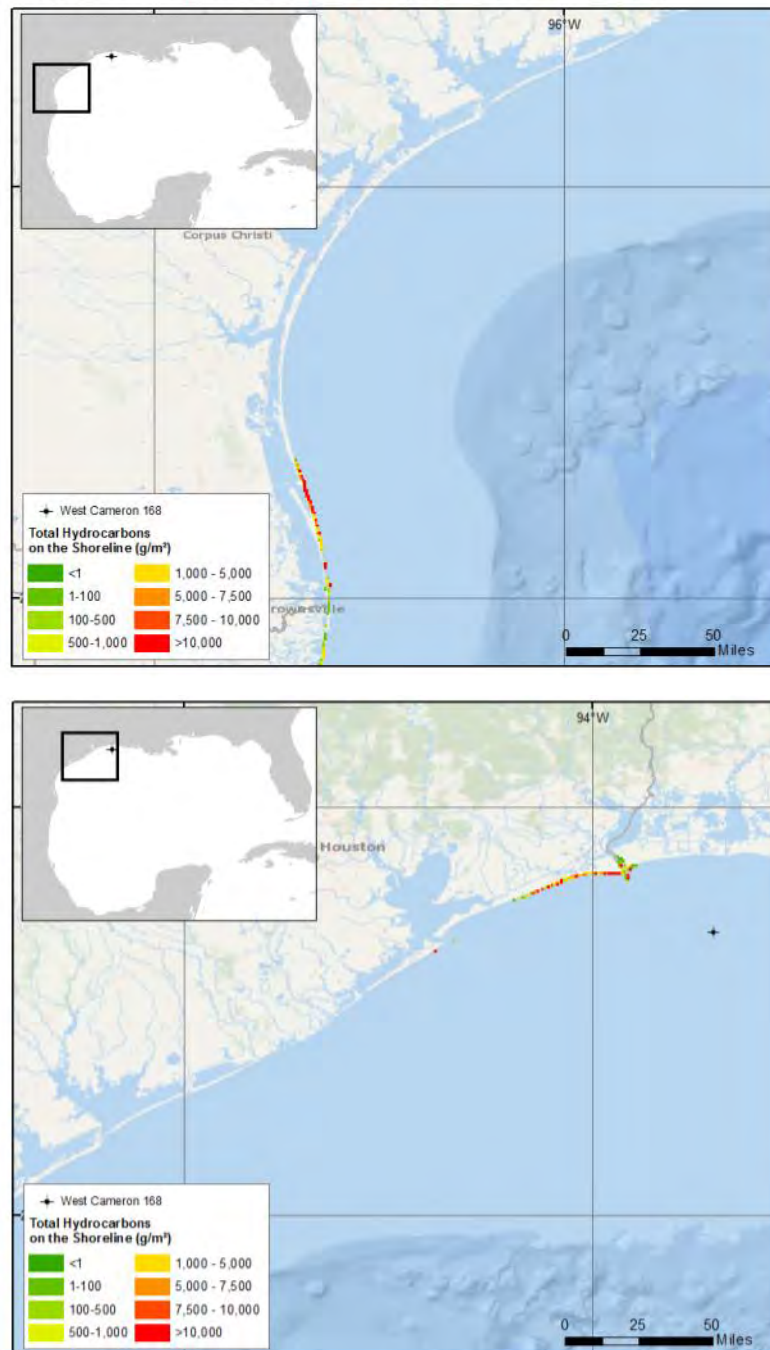 96°W
Corpus Christi
West Cameron 168
Total Hydrocarbons
on the Shoreline (g/m²)
<1 1,000 - 5,000
1-100 5,000 - 7,500
100-500 7,500 - 10,000
500-1,000 >10,000
0 25 50
Miles
94°W
Houston
West Cameron 168
Total Hydrocarbons
on the Shoreline (g/m²)
<1 1,000 - 5,000
1-100 5,000 - 7,500
100-500 7,500 - 10,000
500-1,000 >10,000
0 25 50
Miles